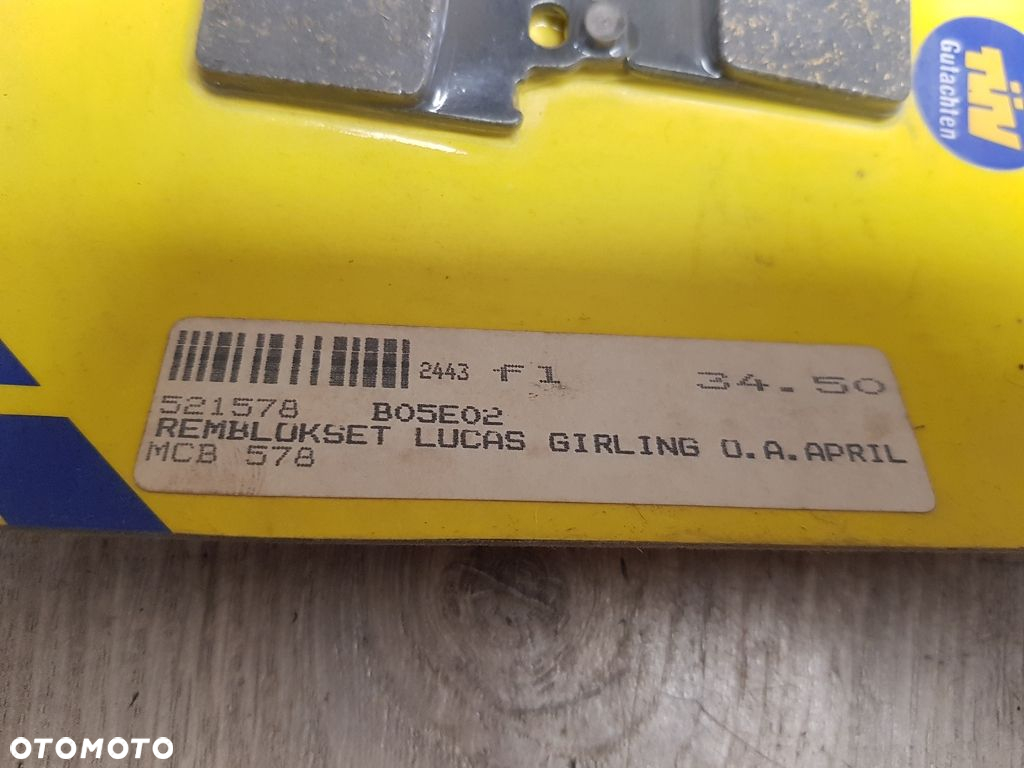 TÜV
Gutachten
2443 f1 34.50
521578 B05E02
REMBLOKSET LUCAS GIRLING O.A.APRIL
MCB 578
OTOMOTO